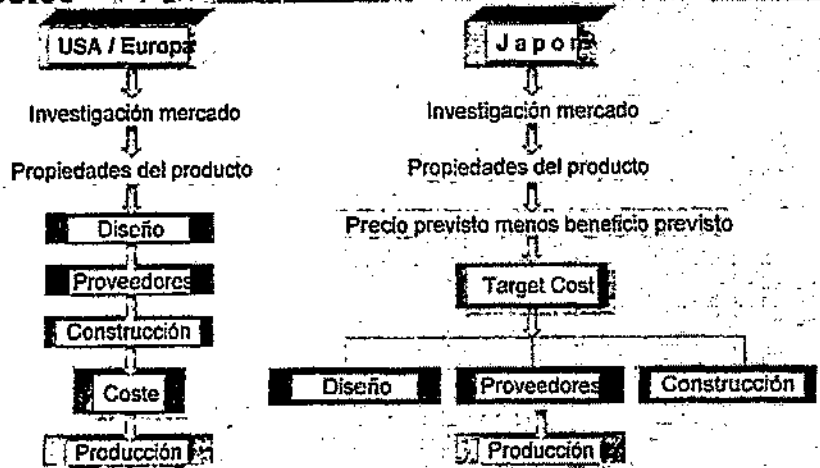 USA / Europa
Investigación mercado
Propiedades del producto
Diseño
Proveedores
Construcción
Coste
Producción
Japon
Investigación mercado
Propiedades del producto
Precio previsto menos beneficio previsto
Target Cost
Diseño
Proveedores
Construcción
Producción